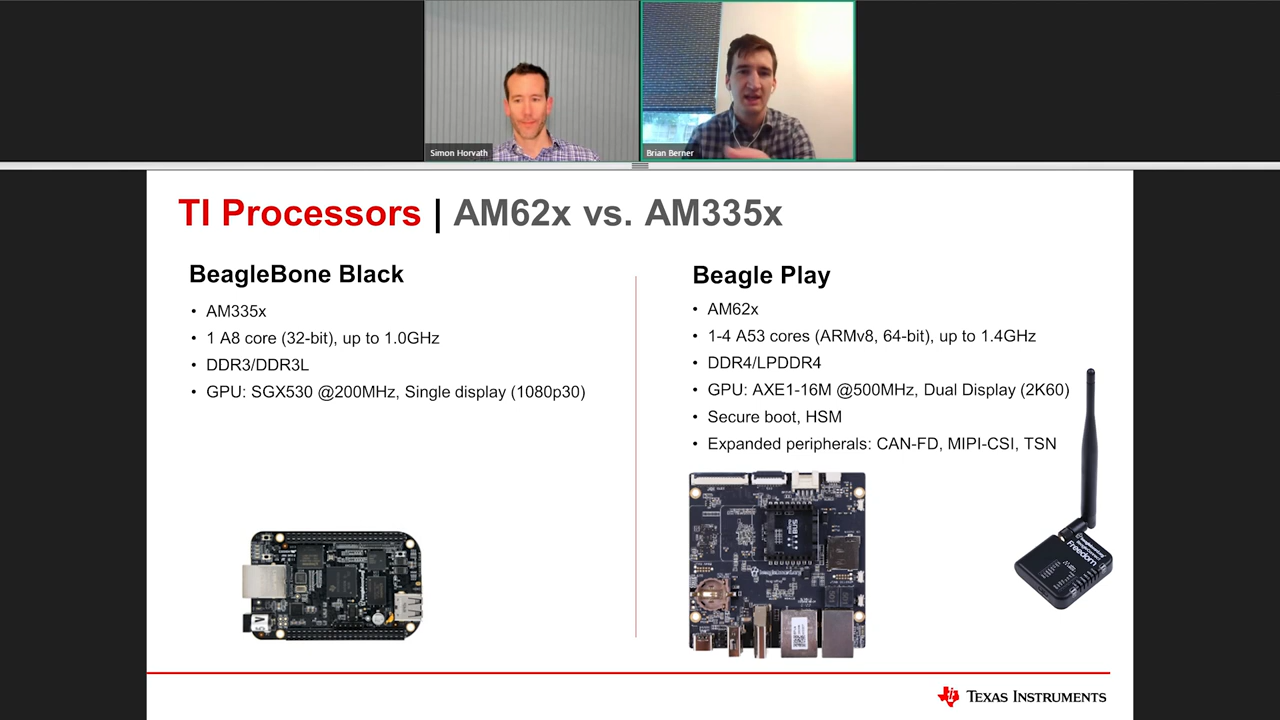 Simon Horvath
Brian Berner
TI Processors | AM62x vs. AM335x
BeagleBone Black
• AM335x
• 1 A8 core (32-bit), up to 1.0GHz
• DDR3/DDR3L
• GPU: SGX530 @200MHz, Single display (1080p30)
Beagle Play
• AM62x
• 1-4 A53 cores (ARMv8, 64-bit), up to 1.4GHz
• DDR4/LPDDR4
• GPU: AXE1-16M @500MHz, Dual Display (2K60)
• Secure boot, HSM
• Expanded peripherals: CAN-FD, MIPI-CSI, TSN
Freedom
TEXAS INSTRUMENTS